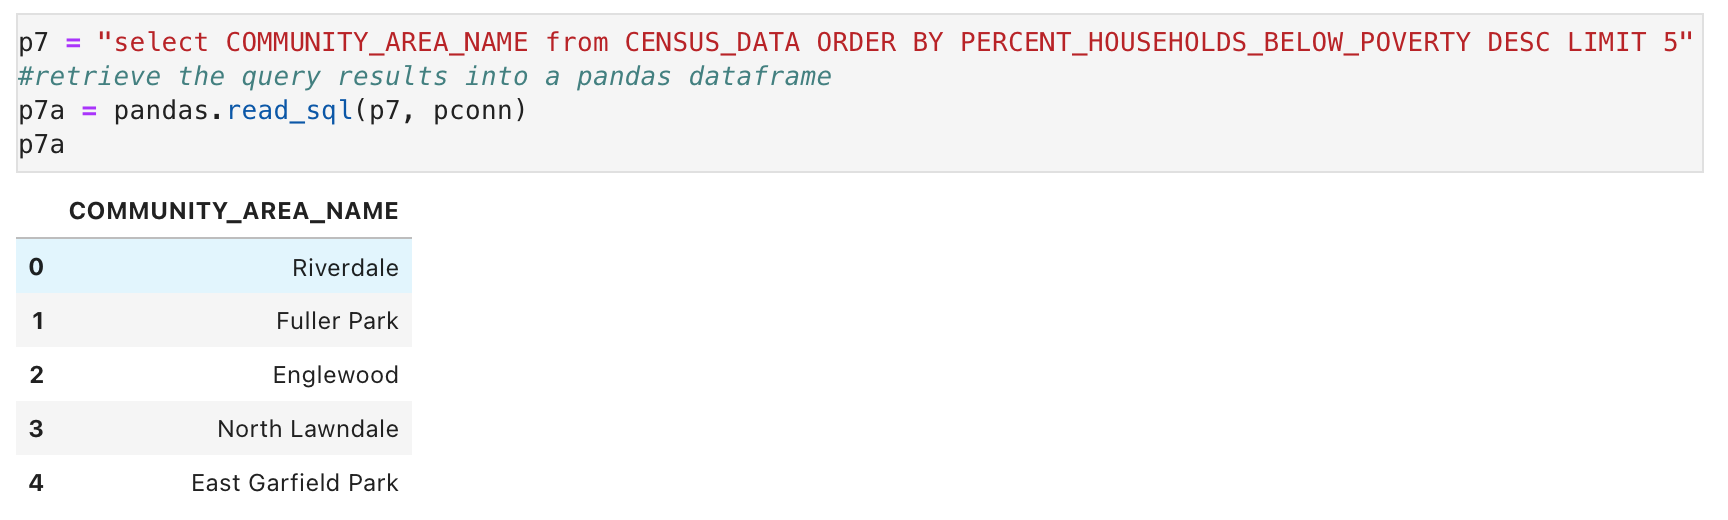 p7 = "select COMMUNITY_AREA_NAME from CENSUS_DATA ORDER BY PERCENT_HOUSEHOLDS_BELOW_POVERTY DESC LIMIT 5"
#retrieve the query results into a pandas dataframe
p7a = pandas.read_sql(p7, pconn)
p7a
COMMUNITY_AREA_NAME
0 Riverdale
1 Fuller Park
2 Englewood
3 North Lawndale
4 East Garfield Park